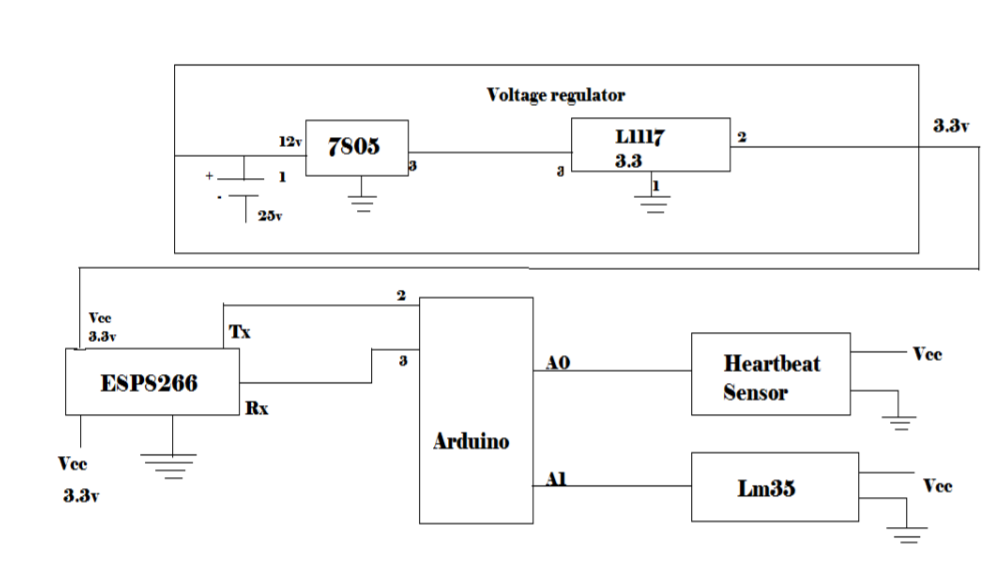 Voltage regulator
3.3v
12v
7805
L1117
3.3
2
3
3
+
1
1
-
25v
2
Vcc
3.3v
Tx
3
ESP8266
Rx
A0
Heartbeat
Sensor
Vcc
Arduino
Vcc
3.3v
A1
Lm35
Vcc